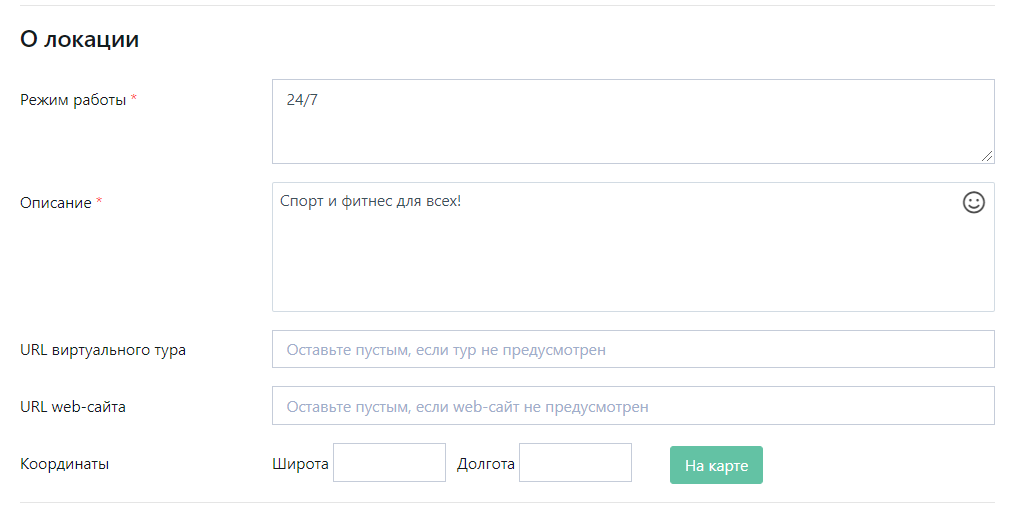 О локации
Режим работы *
24/7
Описание *
Спорт и фитнес для всех!
URL виртуального тура
Оставьте пустым, если тур не предусмотрен
URL web-сайта
Оставьте пустым, если web-сайт не предусмотрен
Координаты
Широта
Долгота
На карте